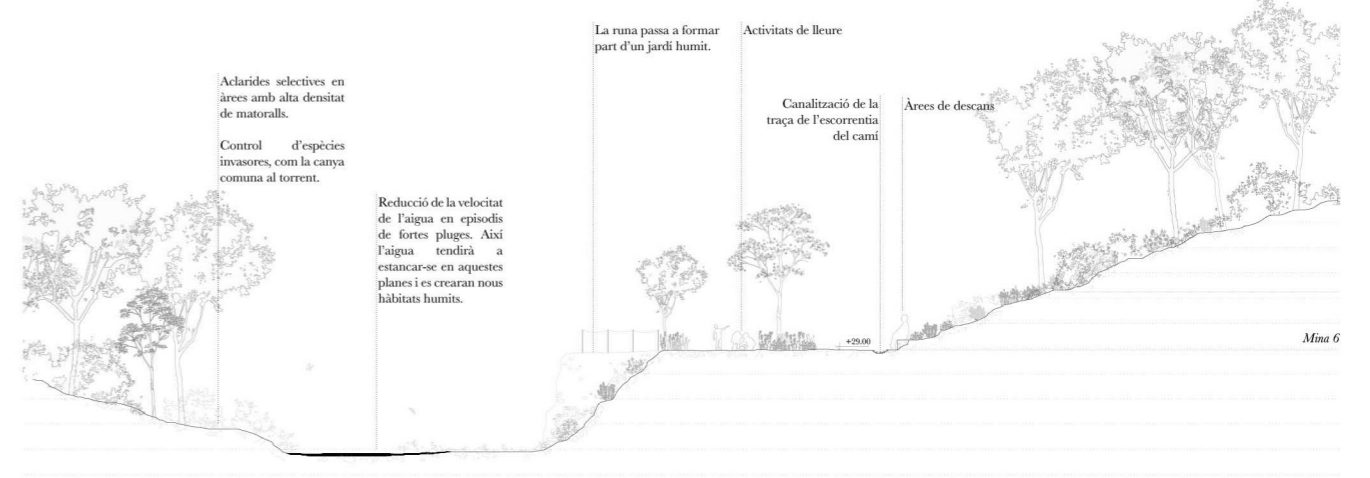 Aclarides selectives en
àrees amb alta densitat
de matoralls.
Control d'espècies
invasores, com la canya
comuna al torrent.
Reducció de la velocitat
de l'aigua en episodis
de fortes pluges. Així
l'aigua tendirà a
estancar-se en aquestes
planes i es crearan nous
hàbitats humits.
La runa passa a formar
part d'un jardí humit.
Activitats de lleure
Canalització de la
traça de l'escorrentia
del camí
Àrees de descans
+29.00
Mina 6